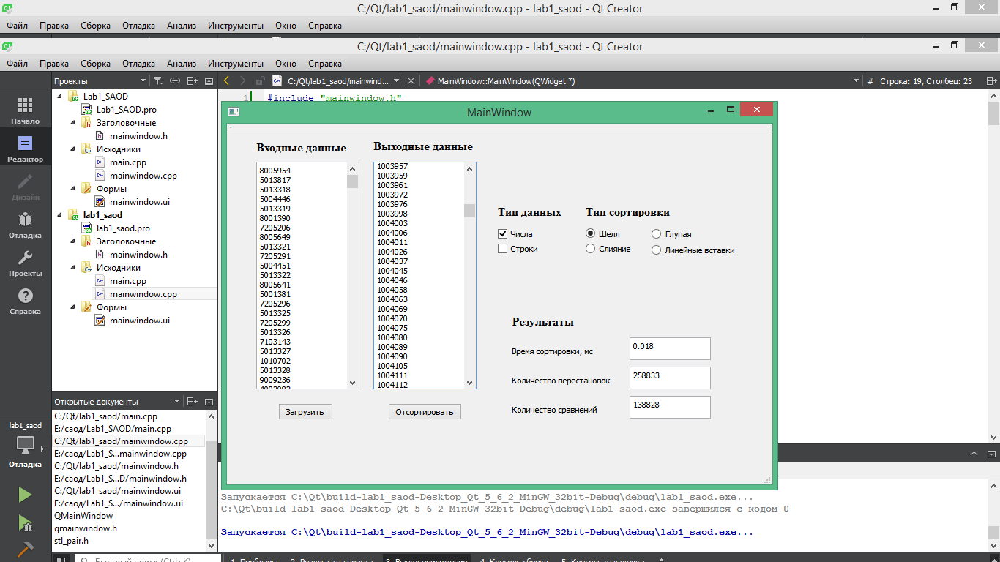 C:/Qt/lab1_saod/mainwindow.cpp - lab1_saod - Qt Creator
Файл Правка Сборка Отладка Анализ Инструменты Окно Справка
C:/Qt/lab1_saod/mainwindow.cpp - lab1_saod - Qt Creator
Файл Правка Сборка Отладка Анализ Инструменты Окно Справка
Проекты
C:/Qt/lab1_saod/mainwind...
MainWindow::MainWindow(QWidget *)
# Строка: 19, Столбец: 23
Начало
Редактор
Дизайн
Отладка
Проекты
Справка
Lab1_SAOD
Lab1_SAOD.pro
Заголовочные
mainwindow.h
Исходники
main.cpp
mainwindow.cpp
Формы
mainwindow.ui
lab1_saod
lab1_saod.pro
Заголовочные
mainwindow.h
Исходники
main.cpp
mainwindow.cpp
Формы
mainwindow.ui
1 #include "mainwindow.h"
MainWindow
Входные данные
8005954
5013817
5013318
5004446
5013319
8001390
7205206
8005649
5013321
7205291
5004451
5013322
8005641
5001381
7205296
5013325
7205299
5013326
7103143
5013327
1010702
5013328
9009236
Загрузить
Выходные данные
1003957
1003959
1003961
1003972
1003976
1003998
1004003
1004006
1004011
1004026
1004037
1004045
1004046
1004058
1004063
1004069
1004070
1004075
1004080
1004089
1004090
1004105
1004111
1004112
Отсортировать
Тип данных
Числа
Строки
Тип сортировки
Шелл Глупая
Слияние Линейные вставки
Результаты
Время сортировки, мс 0.018
Количество перестановок 258833
Количество сравнений 138828
Открытые документы
C:/Qt/lab1_saod/main.cpp
E:/саод/Lab1_SAOD/main.cpp
C:/Qt/lab1_saod/mainwindow.cpp
E:/саод/Lab1_S...mainwindow.cpp
C:/Qt/lab1_saod/mainwindow.h
E:/саод/Lab1_S...D/mainwindow.h
C:/Qt/lab1_saod/mainwindow.ui
E:/саод/Lab1_S.../mainwindow.ui
QMainWindow
qmainwindow.h
stl_pair.h
lab1_saod
Отладка
Запускается C:\Qt\build-lab1_saod-Desktop_Qt_5_6_2_MinGW_32bit-Debug\debug\lab1_saod.exe...
C:\Qt\build-lab1_saod-Desktop_Qt_5_6_2_MinGW_32bit-Debug\debug\lab1_saod.exe завершился с кодом 0
Запускается C:\Qt\build-lab1_saod-Desktop_Qt_5_6_2_MinGW_32bit-Debug\debug\lab1_saod.exe...
Быстрый поиск (Ctrl+K)
1 Проблемы 2 Результаты поиска 3 Вывод приложения 4 Консоль сборки 5 Консоль отладчика